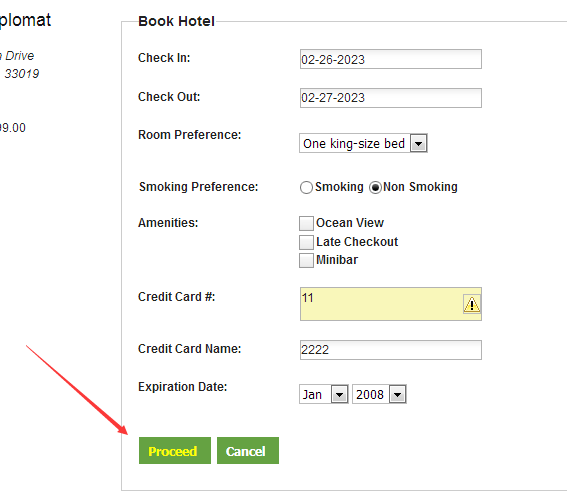 plomat
Drive
33019
9.00
Book Hotel
Check In: 02-26-2023
Check Out: 02-27-2023
Room Preference: One king-size bed
Smoking Preference: Smoking Non Smoking
Amenities: Ocean View
Late Checkout
Minibar
Credit Card #: 11
Credit Card Name: 2222
Expiration Date: Jan 2008
Proceed Cancel